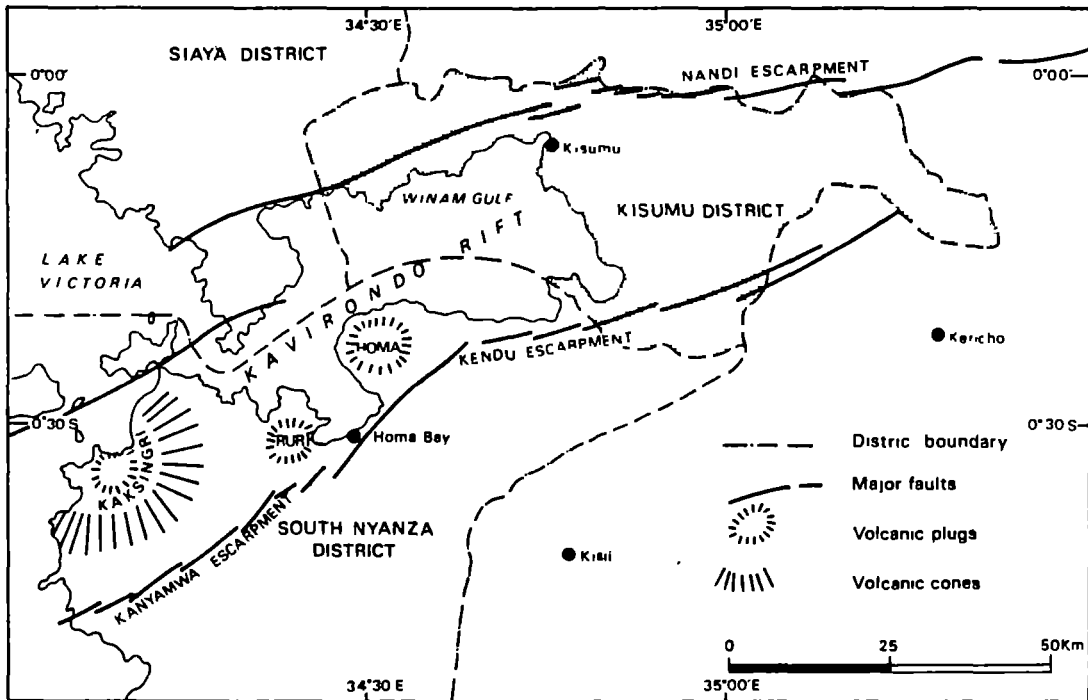 34°30'E
35°00'E
SIAYA DISTRICT
0°00'
NANDI ESCARPMENT
0°00'
Kisumu
WINAM GULF
KISUMU DISTRICT
LAKE
VICTORIA
KAVIRONDO RIFT
HOMA
KENDU ESCARPMENT
Kericho
0°30 S
RURI
Homa Bay
0°30 S
KAKSINGRI
Distric boundary
Major faults
KANYAMWA ESCARPMENT
SOUTH NYANZA
DISTRICT
Volcanic plugs
Kisii
Volcanic cones
0
25
50Km
34°30 E
35°00'E